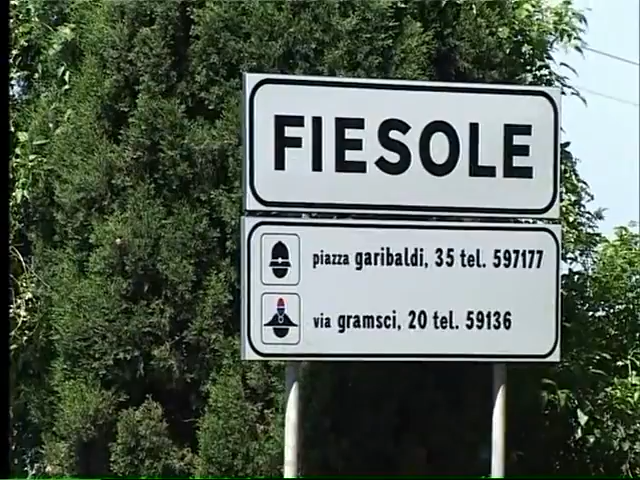 FIESOLE
piazza garibaldi, 35 tel. 597177
via gramsci, 20 tel. 59136